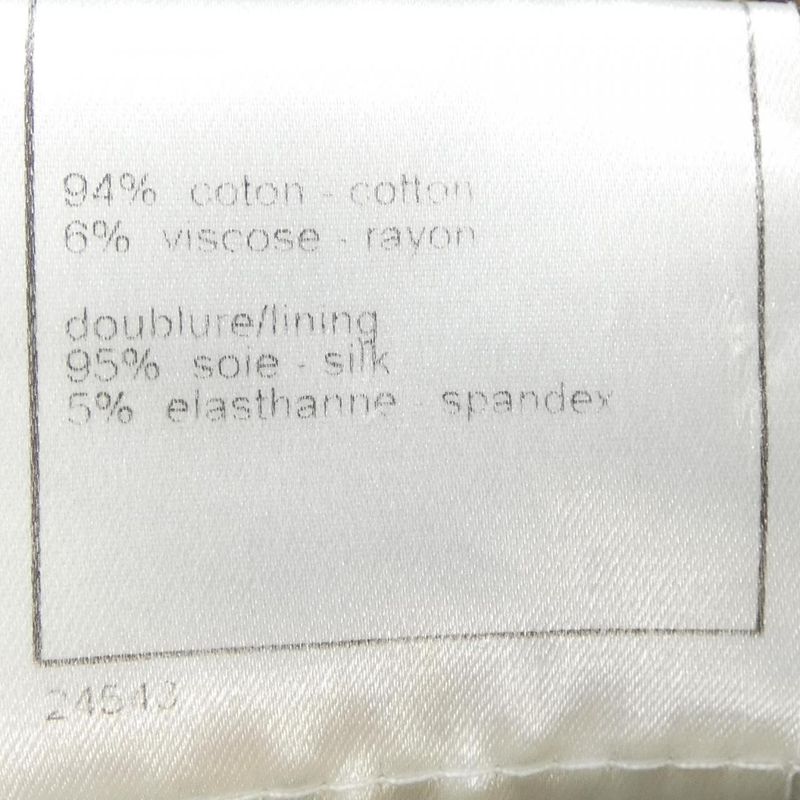 94% coton - cotton
6% viscose - rayon
doublure/lining
95% soie - silk
5% elasthanne - spandex
24543